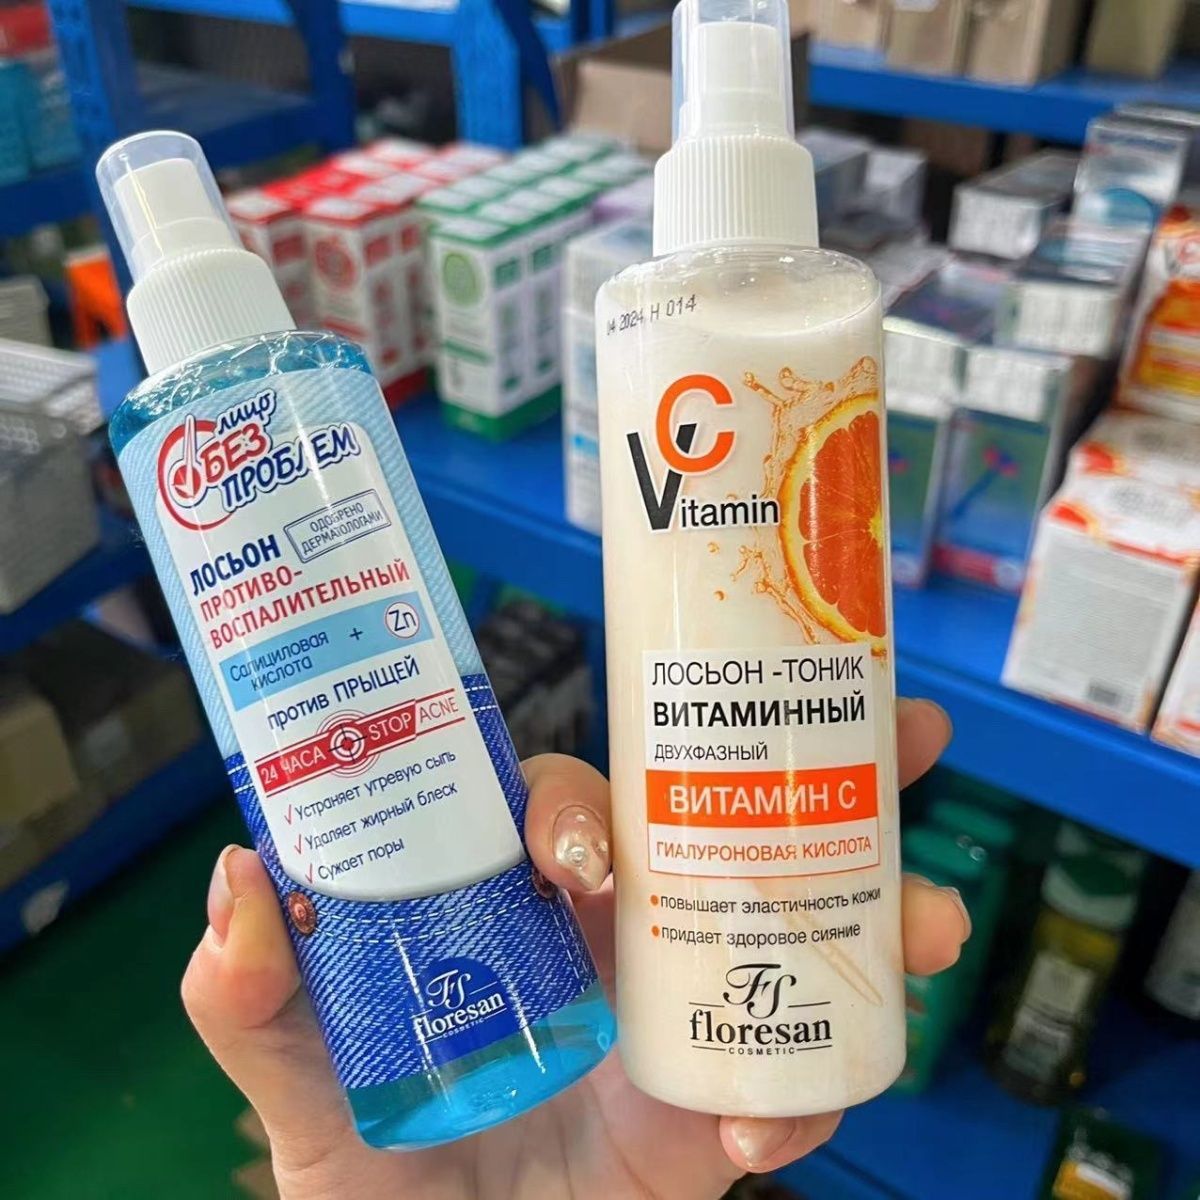 лицо
БЕЗ
ПРОБЛЕМ
ОДОБРЕНО
ДЕРМАТОЛОГАМИ
ЛОСЬОН
ПРОТИВО-
ВОСПАЛИТЕЛЬНЫЙ
Салициловая
кислота
+
Zn
против ПРЫЩЕЙ
24 ЧАСА STOP ACNE
Устраняет угревую сыпь
Удаляет жирный блеск
Сужает поры
FS
floresan
COSMETIC
04 2024 H 014
C
Vitamin
ЛОСЬОН -ТОНИК
ВИТАМИННЫЙ
ДВУХФАЗНЫЙ
ВИТАМИН С
ГИАЛУРОНОВАЯ КИСЛОТА
•повышает эластичность кожи
•придает здоровое сияние
FS
floresan
COSMETIC